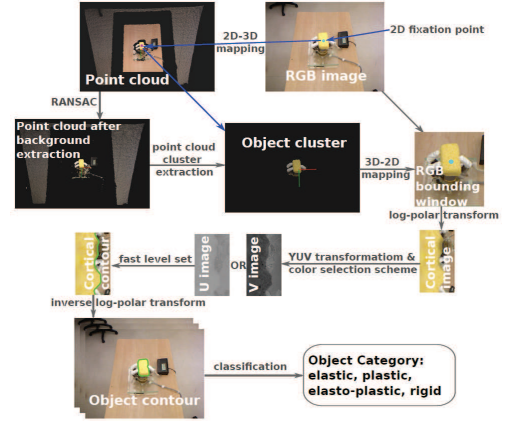 2D-3D
mapping
2D fixation point
Point cloud
RGB image
RANSAC
Point cloud after
background
extraction
point cloud
cluster
extraction
Object cluster
3D-2D
mapping
RGB
bounding
window
log-polar transform
Cortical
contour
fast level set
U image
OR
V image
YUV transformation &
color selection scheme
Cortical
image
inverse log-polar transform
Object contour
classification
Object Category:
elastic, plastic,
elasto-plastic, rigid